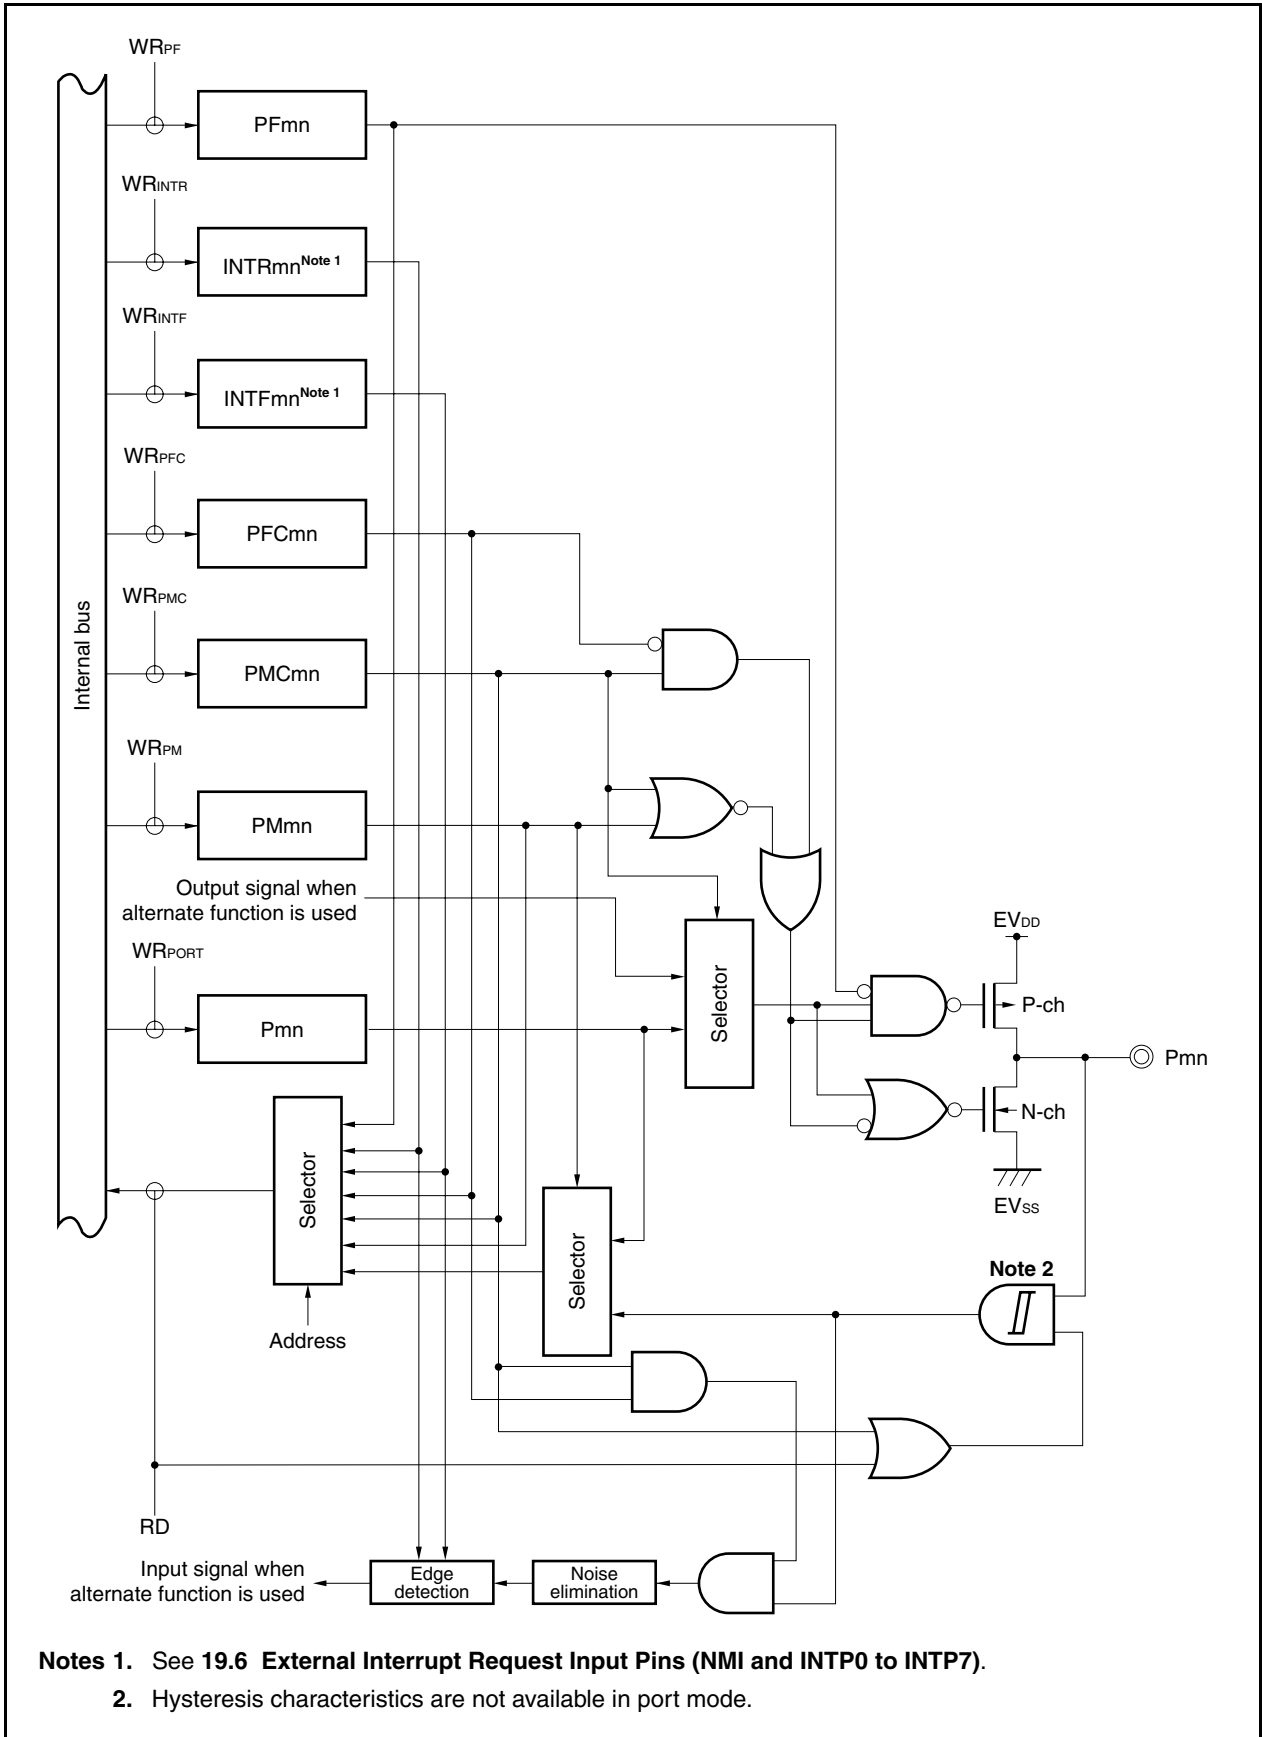 WRPF
PFmn
WRINTR
INTRmnNote 1
WRINTF
INTFmnNote 1
WRPFC
PFCmn
WRPMC
PMCmn
Internal bus
WRPM
PMmn
Output signal when
alternate function is used
WRPORT
Pmn
Selector
EVDD
P-ch
Pmn
N-ch
EVSS
Selector
Selector
Note 2
Address
RD
Input signal when
alternate function is used
Edge
detection
Noise
elimination
Notes 1. See 19.6 External Interrupt Request Input Pins (NMI and INTP0 to INTP7).
2. Hysteresis characteristics are not available in port mode.